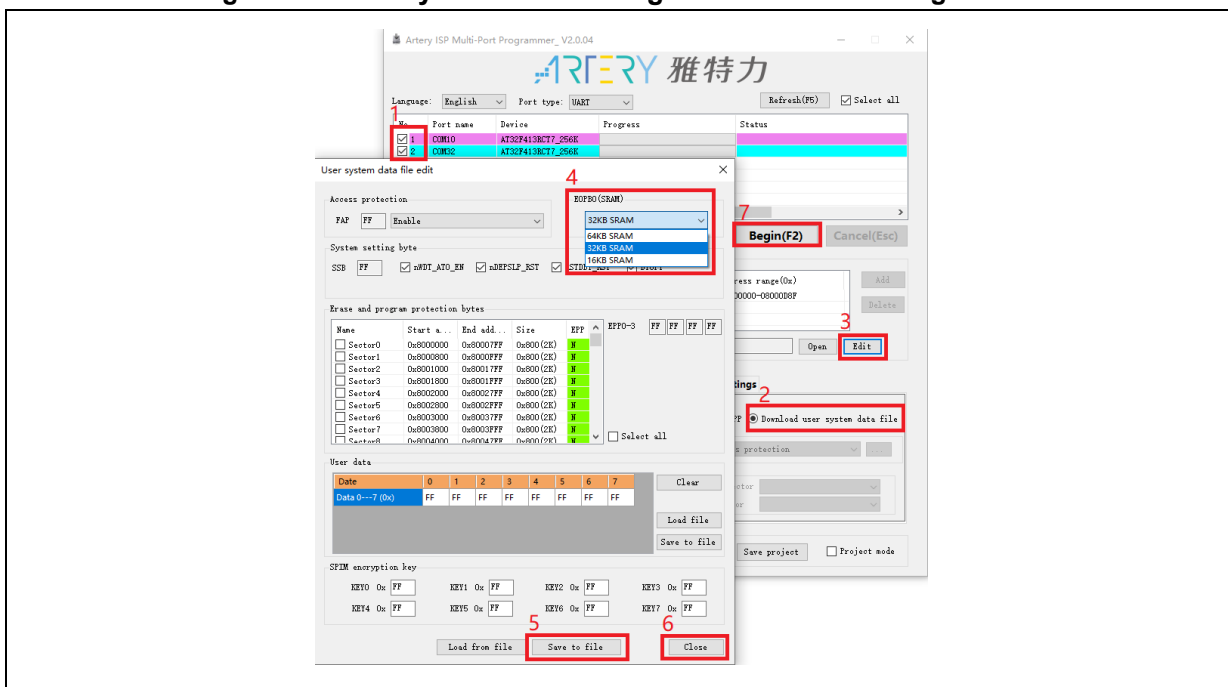 Artery ISP Multi-Port Programmer_ V2.0.04
ARTERY 雅特力
Language: English Port type: UART Refresh(F5) Select all
1
No Port name Device Progress Status
1 COM10 AT32F413RCT7_256K
2 COM32 AT32F413RCT7_256K
User system data file edit
4
Access protection EOPB0(SRAM)
FAP FF Enable 32KB SRAM
64KB SRAM
32KB SRAM
16KB SRAM
7
Begin(F2) Cancel(Esc)
System setting byte
SSB FF nWDT_ATO_EN nDEPSLP_RST
ress range(0x) Add
00000-08000D8F Delete
3
Open Edit
Erase and program protection bytes
Name Start a... End add... Size EPP EPP0-3 FF FF FF FF
Sector0 0x8000000 0x80007FF 0x800(2K) N
Sector1 0x8000800 0x8000FFF 0x800(2K) N
Sector2 0x8001000 0x80017FF 0x800(2K) N
Sector3 0x8001800 0x8001FFF 0x800(2K) N
Sector4 0x8002000 0x80027FF 0x800(2K) N
Sector5 0x8002800 0x8002FFF 0x800(2K) N
Sector6 0x8003000 0x80037FF 0x800(2K) N
Sector7 0x8003800 0x8003FFF 0x800(2K) N
Sector8 0x8004000 0x80047FF 0x800(2K) N
Select all
tings
2
PP Download user system data file
s protection ...
ctor
or
User data
Date 0 1 2 3 4 5 6 7 Clear
Data 0---7 (0x) FF FF FF FF FF FF FF FF
Load file
Save to file
Save project Project mode
SPIM encryption key
KEY0 0x FF KEY1 0x FF KEY2 0x FF KEY3 0x FF
KEY4 0x FF KEY5 0x FF KEY6 0x FF KEY7 0x FF
5 6
Load from file Save to file Close